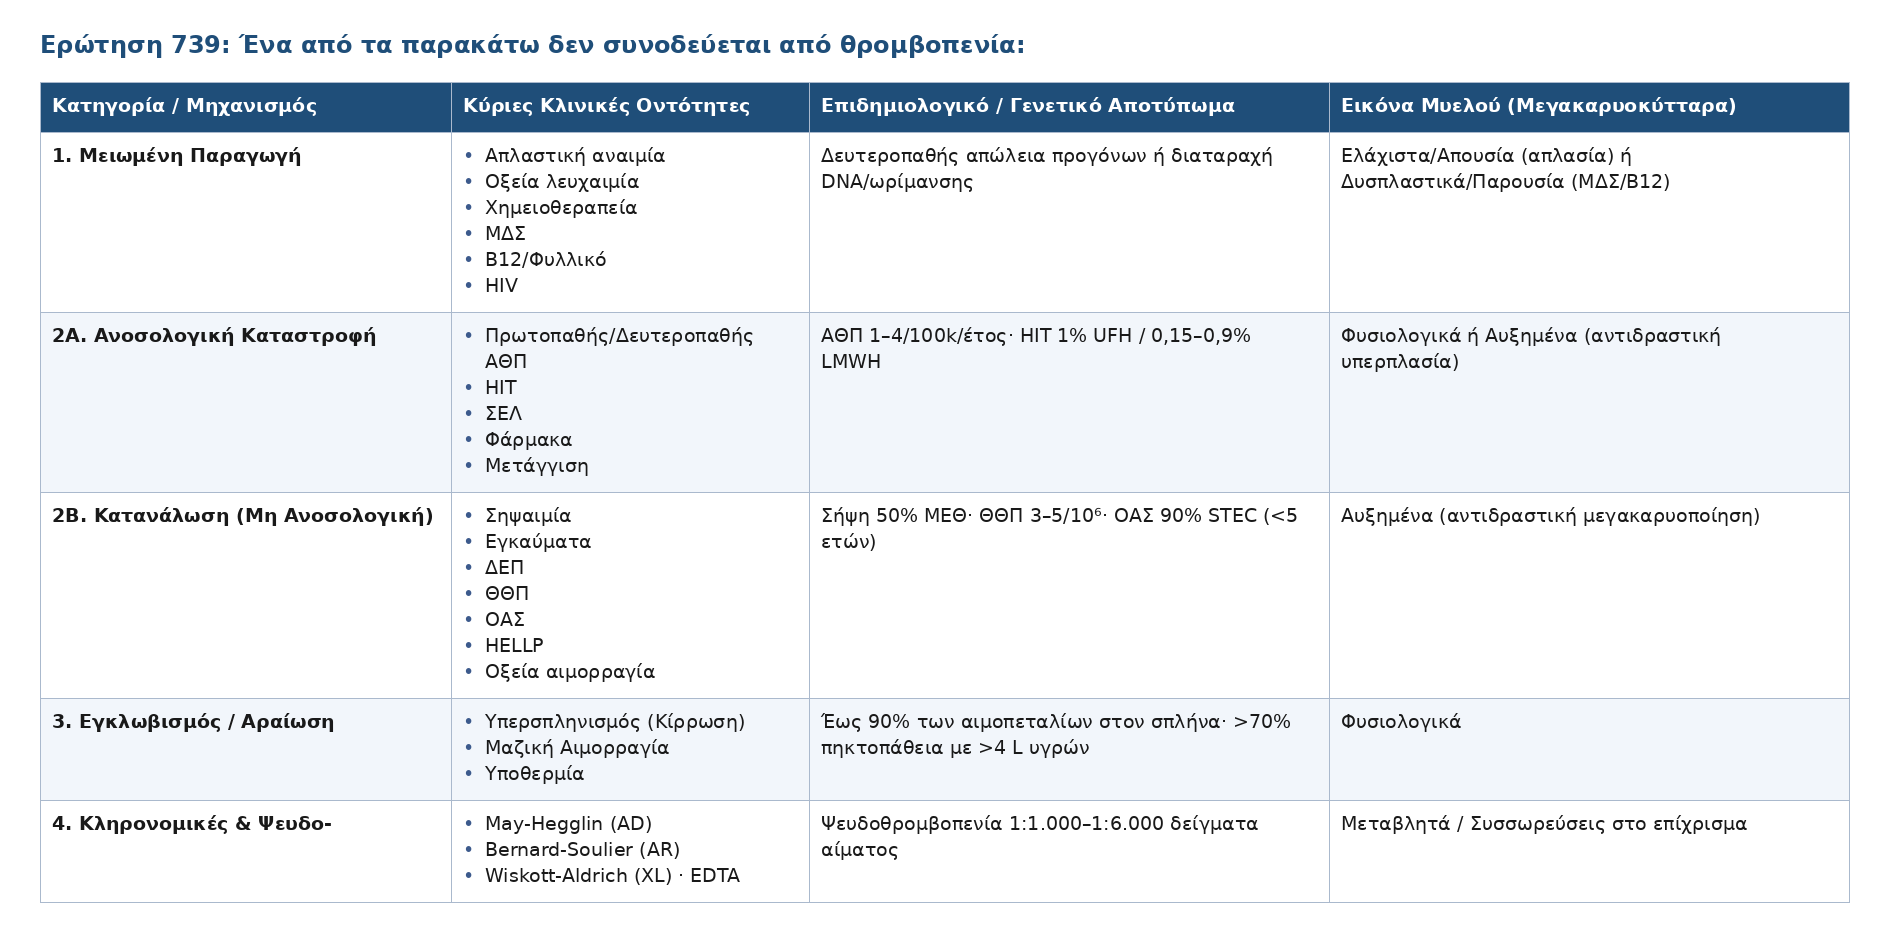 Ερώτηση 739: Ένα από τα παρακάτω δεν συνοδεύεται από θρομβοπενία:
Κατηγορία / Μηχανισμός
Κύριες Κλινικές Οντότητες
Επιδημιολογικό / Γενετικό Αποτύπωμα
Εικόνα Μυελού (Μεγακαρυοκύτταρα)
1. Μειωμένη Παραγωγή
• Απλαστική αναιμία
• Οξεία λευχαιμία
• Χημειοθεραπεία
• ΜΔΣ
• B12/Φυλλικό
• HIV
Δευτεροπαθής απώλεια προγόνων ή διαταραχή
DNA/ωρίμανσης
Ελάχιστα/Απουσία (απλασία) ή
Δυσπλαστικά/Παρουσία (ΜΔΣ/B12)
2Α. Ανοσολογική Καταστροφή
• Πρωτοπαθής/Δευτεροπαθής
ΑΘΠ
• HIT
• ΣΕΛ
• Φάρμακα
• Μετάγγιση
ΑΘΠ 1–4/100k/έτος· HIT 1% UFH / 0,15–0,9%
LMWH
Φυσιολογικά ή Αυξημένα (αντιδραστική
υπερπλασία)
2Β. Κατανάλωση (Μη Ανοσολογική)
• Σηψαιμία
• Εγκαύματα
• ΔΕΠ
• ΘΘΠ
• ΟΑΣ
• HELLP
• Οξεία αιμορραγία
Σήψη 50% ΜΕΘ· ΘΘΠ 3–5/10⁶· ΟΑΣ 90% STEC (<5
ετών)
Αυξημένα (αντιδραστική μεγακαρυοποίηση)
3. Εγκλωβισμός / Αραίωση
• Υπερσπληνισμός (Κίρρωση)
• Μαζική Αιμορραγία
• Υποθερμία
Έως 90% των αιμοπεταλίων στον σπλήνα· >70%
πηκτοπάθεια με >4 L υγρών
Φυσιολογικά
4. Κληρονομικές & Ψευδο-
• May-Hegglin (AD)
• Bernard-Soulier (AR)
• Wiskott-Aldrich (XL) · EDTA
Ψευδοθρομβοπενία 1:1.000–1:6.000 δείγματα
αίματος
Μεταβλητά / Συσσωρεύσεις στο επίχρισμα